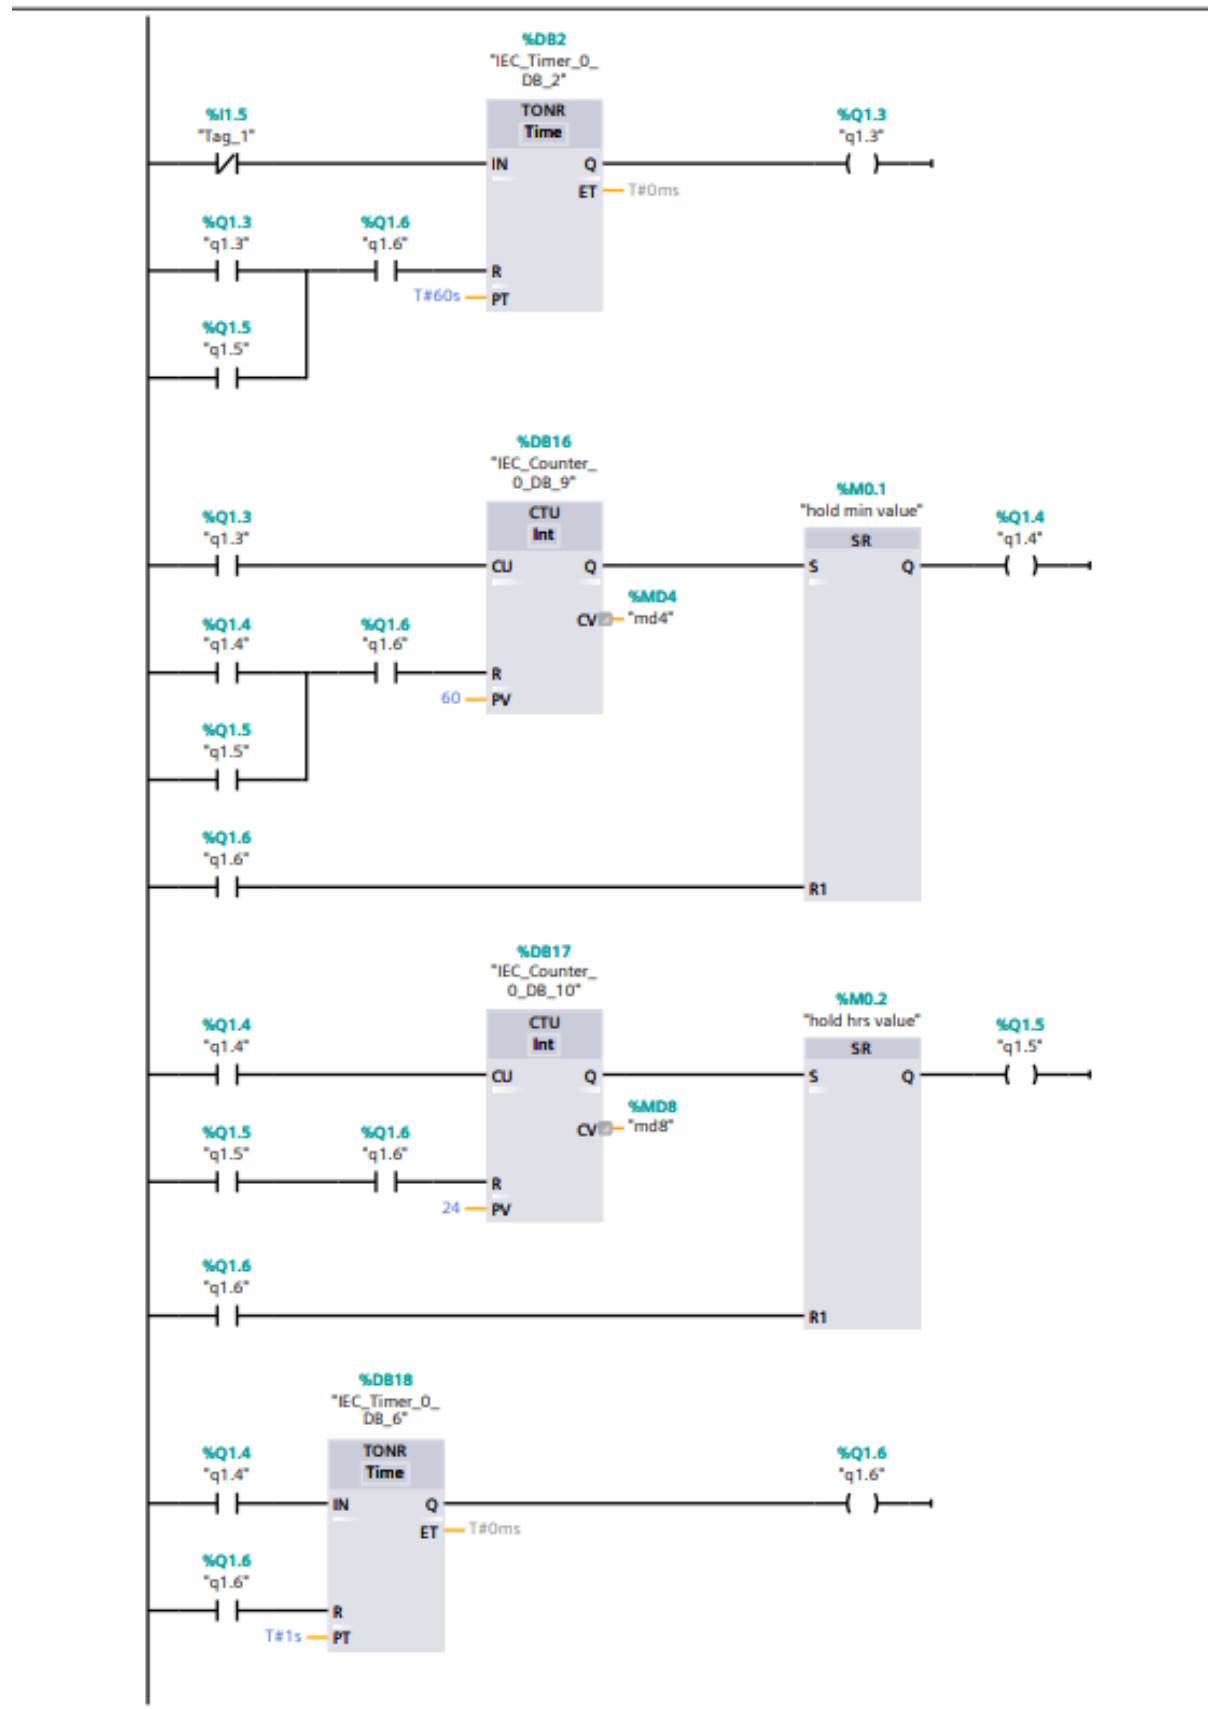 %DB2
"IEC_Timer_0_
DB_2"
TONR
Time
%I1.5
"Tag_1"
%Q1.3
"q1.3"
IN Q
ET T#0ms
%Q1.3
"q1.3"
%Q1.6
"q1.6"
R
T#60s PT
%Q1.5
"q1.5"
%DB16
"IEC_Counter_
0_DB_9"
CTU
Int
%M0.1
"hold min value"
SR
%Q1.3
"q1.3"
%Q1.4
"q1.4"
CU Q S Q
%MD4
CV "md4"
%Q1.4
"q1.4"
%Q1.6
"q1.6"
R
60 PV
%Q1.5
"q1.5"
%Q1.6
"q1.6"
R1
%DB17
"IEC_Counter_
0_DB_10"
CTU
Int
%M0.2
"hold hrs value"
SR
%Q1.4
"q1.4"
%Q1.5
"q1.5"
CU Q S Q
%MD8
CV "md8"
%Q1.5
"q1.5"
%Q1.6
"q1.6"
R
24 PV
%Q1.6
"q1.6"
R1
%DB18
"IEC_Timer_0_
DB_6"
TONR
Time
%Q1.4
"q1.4"
%Q1.6
"q1.6"
IN Q
ET T#0ms
%Q1.6
"q1.6"
R
T#1s PT